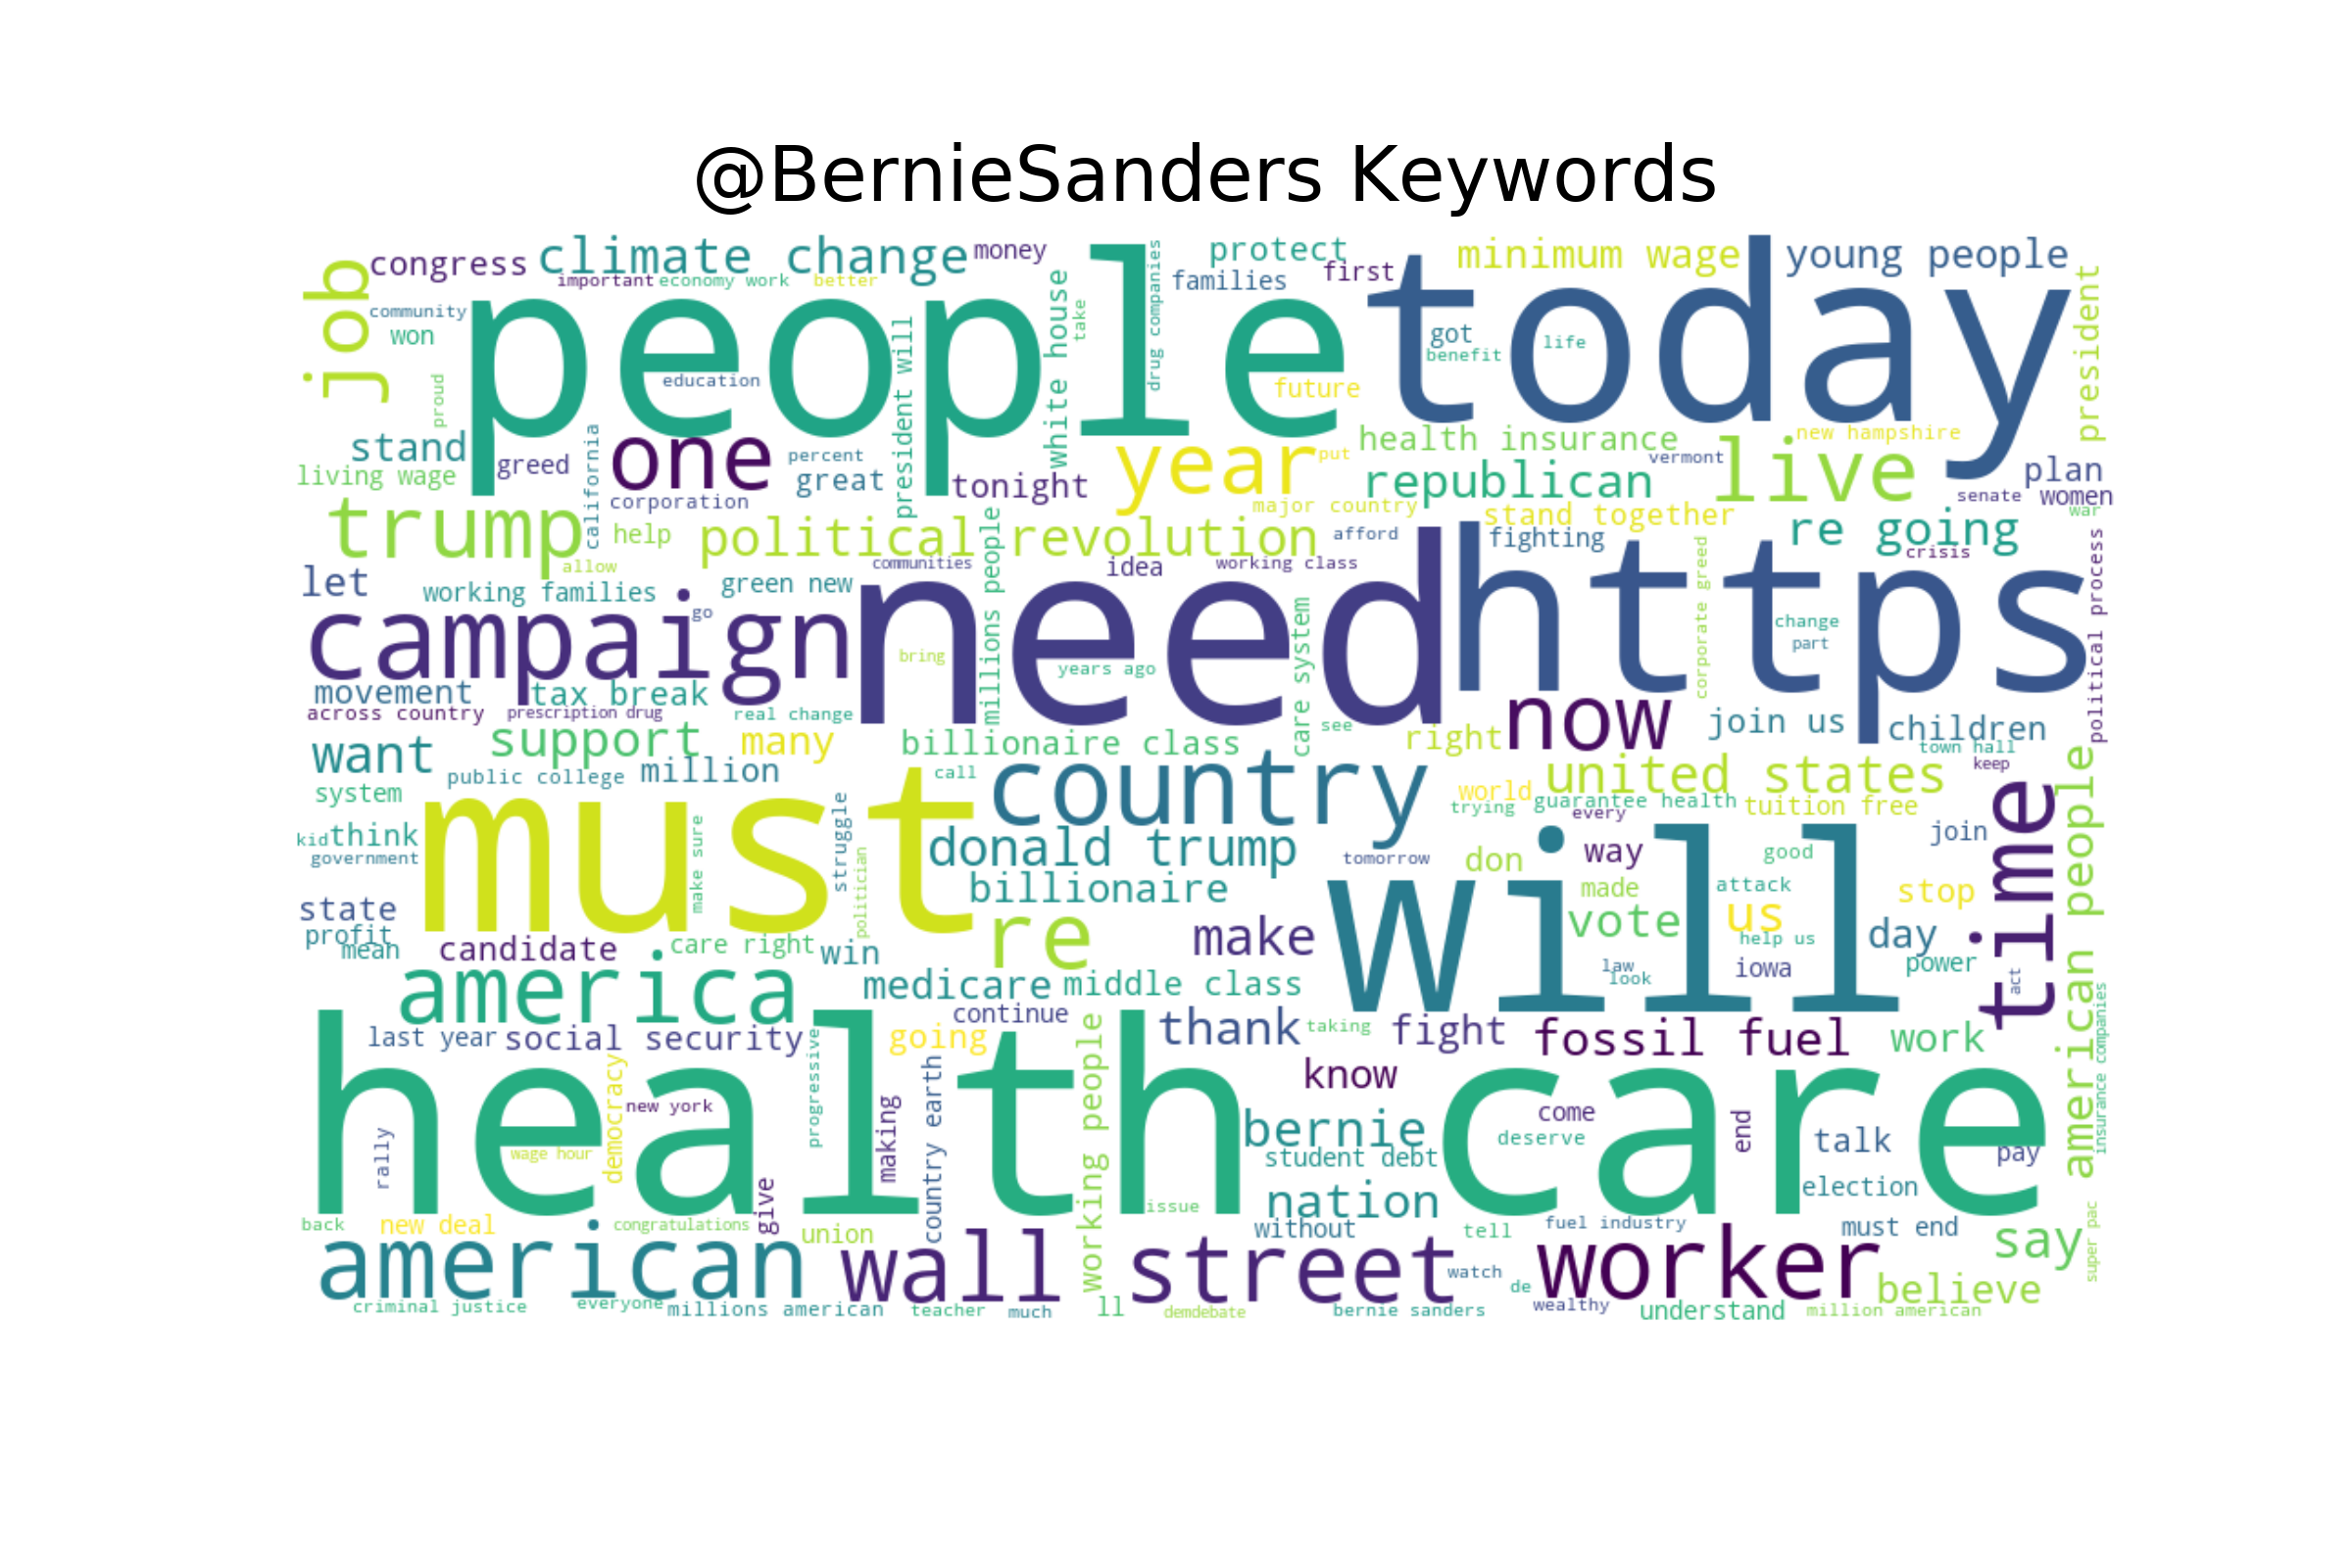 @BernieSanders Keywords
congress
climate change
money
protect
minimum wage
young people
job
important
economy work
better
families
first
community
won
people
today
white house
take
drug companies
president
got
benefit
life
education
future
proud
president will
stand
greed
california
one
percent
great
year
put
health insurance
new hampshire
living wage
corporation
tonight
republican
vermont
live
plan
senate
women
war
major country
trump
help
political revolution
afford
stand together
fighting
re going
crisis
allow
communities
idea
working class
let
working families
green new
millions people
need
https
corporate greed
political process
campaign
go
bring
years ago
care system
change
part
movement
tax break
across country
prescription drug
real change
see
now
join us
children
want
support
many
billionaire class
right
town hall
public college
million
call
country
united states
keep
system
must
world
trying
guarantee health
tuition free
every
time
american people
kid
think
make sure
struggle
donald trump
join
government
politician
tomorrow
don
way
good
will
billionaire
made
attack
stop
state
profit
mean
candidate
care right
win
re
make
vote
us
help us
day
america
medicare
middle class
law
look
iowa
power
act
last year
social security
continue
going
thank
taking
fight
fossil fuel
work
insurance companies
health care
democracy
new york
progressive
making
country earth
working people
know
come
end
rally
wage hour
bernie
deserve
talk
pay
student debt
give
issue
nation
election
back
new deal
congratulations
union
without
tell
fuel industry
must end
say
super pac
american
wall street
watch
de
worker
believe
criminal justice
everyone
millions american
teacher
much
ll
demdebate
bernie sanders
wealthy
understand
million american